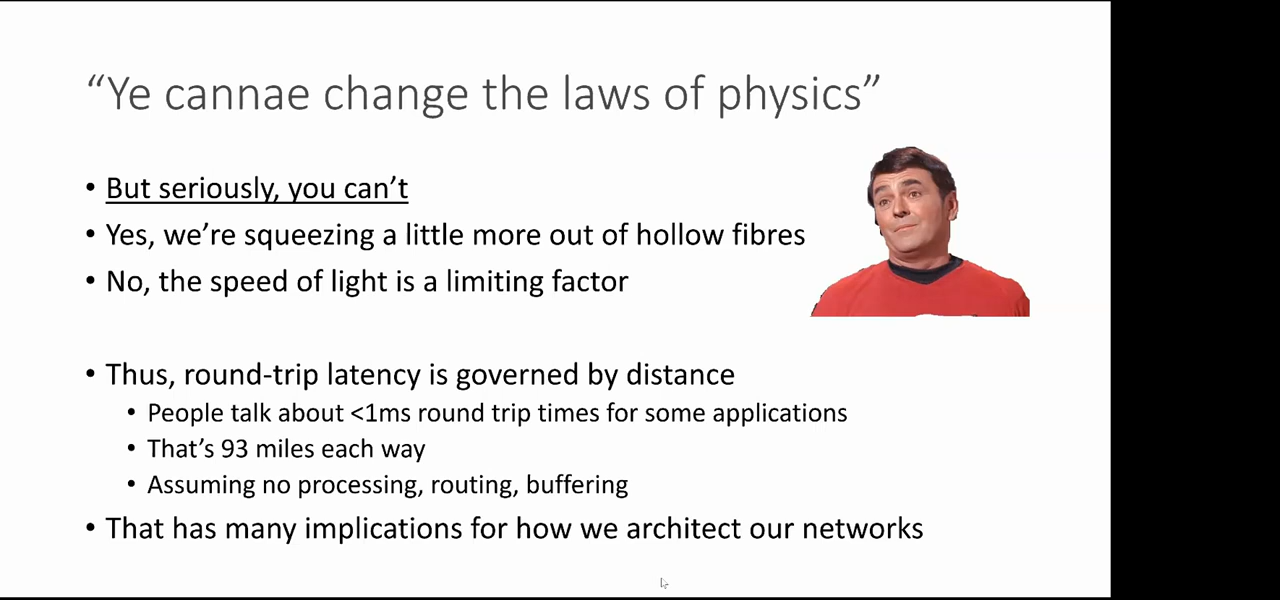 “Ye cannae change the laws of physics”
• But seriously, you can’t
• Yes, we’re squeezing a little more out of hollow fibres
• No, the speed of light is a limiting factor
• Thus, round-trip latency is governed by distance
• People talk about <1ms round trip times for some applications
• That’s 93 miles each way
• Assuming no processing, routing, buffering
• That has many implications for how we architect our networks